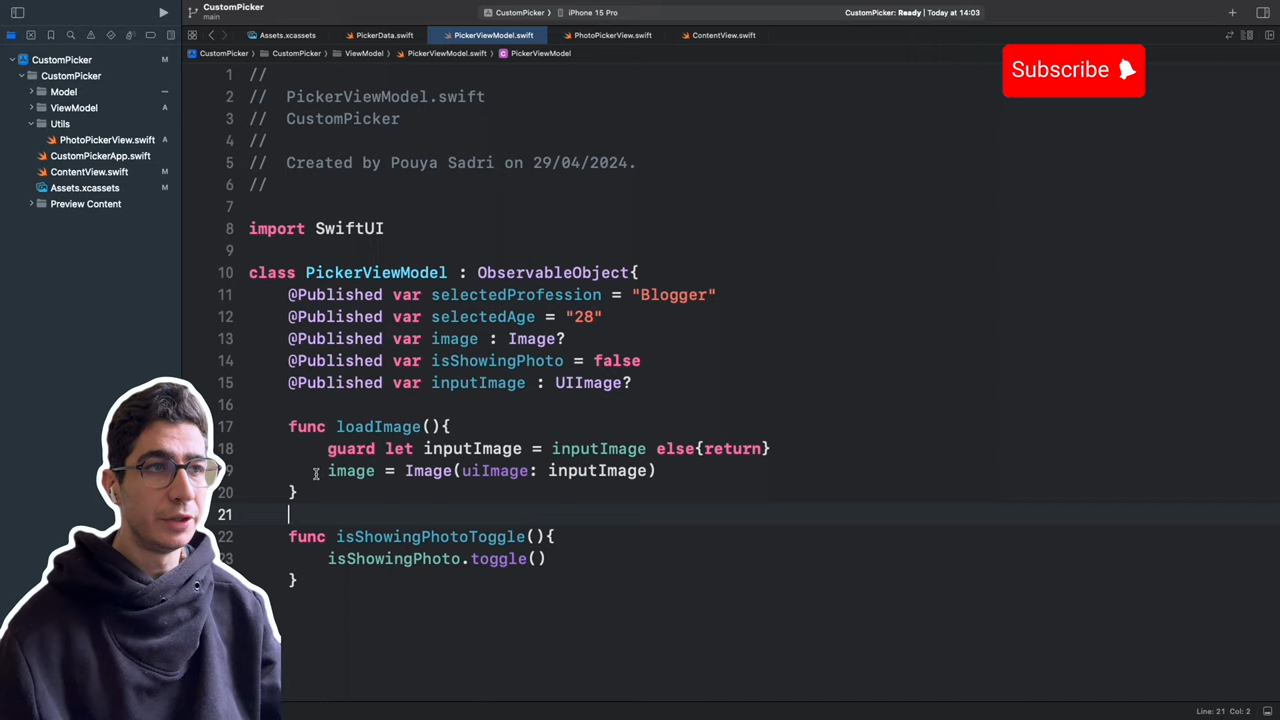 CustomPicker
main
CustomPicker
iPhone 15 Pro
CustomPicker: Ready | Today at 14:03
Assets.xcassets
PickerData.swift
PickerViewModel.swift
PhotoPickerView.swift
ContentView.swift
CustomPicker
CustomPicker
ViewModel
PickerViewModel.swift
PickerViewModel
CustomPicker M
CustomPicker
Model
ViewModel A
Utils
PhotoPickerView.swift A
CustomPickerApp.swift
ContentView.swift M
Assets.xcassets M
Preview Content
Subscribe
1 //
2 // PickerViewModel.swift
3 // CustomPicker
4 //
5 // Created by Pouya Sadri on 29/04/2024.
6 //
7
8 import SwiftUI
9
10 class PickerViewModel : ObservableObject{
11 @Published var selectedProfession = "Blogger"
12 @Published var selectedAge = "28"
13 @Published var image : Image?
14 @Published var isShowingPhoto = false
15 @Published var inputImage : UIImage?
16
17 func loadImage(){
18 guard let inputImage = inputImage else{return}
image = Image(uiImage: inputImage)
20 }
21
22 func isShowingPhotoToggle(){
23 isShowingPhoto.toggle()
}
Line: 21 Col: 2